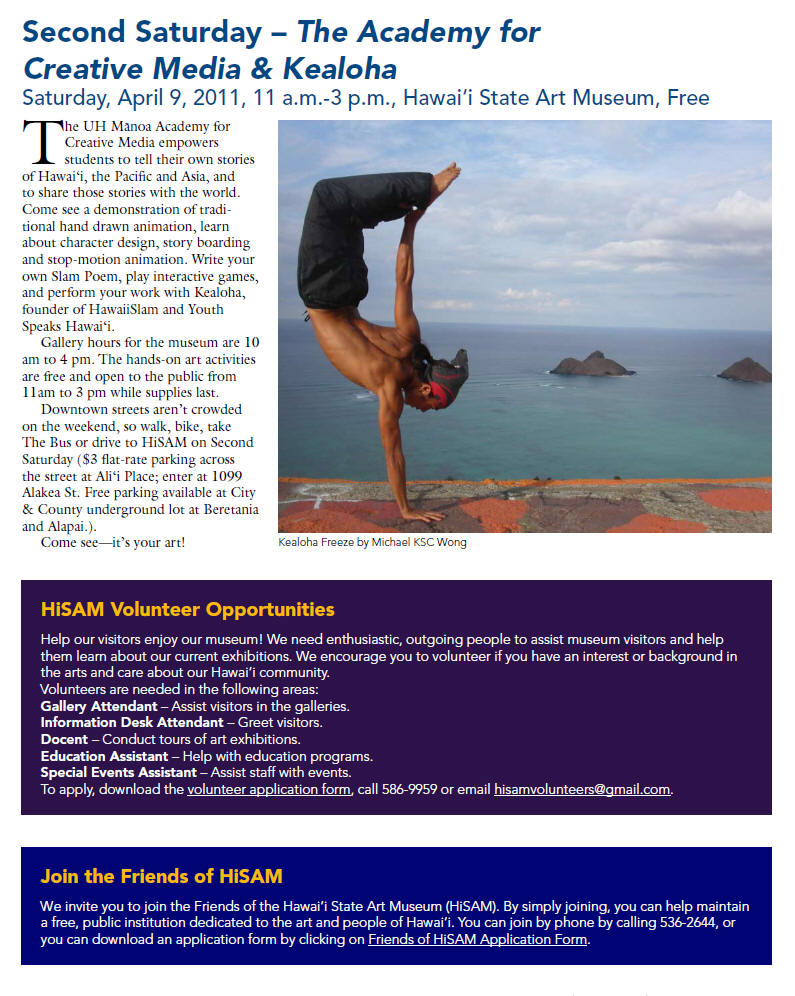 Second Saturday – The Academy for
Creative Media & Kealoha
Saturday, April 9, 2011, 11 a.m.-3 p.m., Hawai‘i State Art Museum, Free
The UH Mānoa Academy for
Creative Media empowers
students to tell their own stories
of Hawai‘i, the Pacific and Asia, and
to share those stories with the world.
Come see a demonstration of tradi-
tional hand drawn animation, learn
about character design, story boarding
and stop-motion animation. Write your
own Slam Poem, play interactive games,
and perform your work with Kealoha,
founder of HawaiiSlam and Youth
Speaks Hawai‘i.
Gallery hours for the museum are 10
am to 4 pm. The hands-on art activities
are free and open to the public from
11am to 3 pm while supplies last.
Downtown streets aren’t crowded
on the weekend, so walk, bike, take
The Bus or drive to HiSAM on Second
Saturday ($3 flat-rate parking across
the street at Ali‘i Place; enter at 1099
Alakea St. Free parking available at City
& County underground lot at Beretania
and Alapai.).
Come see—it’s your art!
Kealoha Freeze by Michael KSC Wong
HiSAM Volunteer Opportunities
Help our visitors enjoy our museum! We need enthusiastic, outgoing people to assist museum visitors and help
them learn about our current exhibitions. We encourage you to volunteer if you have an interest or background in
the arts and care about our Hawai‘i community.
Volunteers are needed in the following areas:
Gallery Attendant – Assist visitors in the galleries.
Information Desk Attendant – Greet visitors.
Docent – Conduct tours of art exhibitions.
Education Assistant – Help with education programs.
Special Events Assistant – Assist staff with events.
To apply, download the volunteer application form, call 586-9959 or email hisamvolunteers@gmail.com.
Join the Friends of HiSAM
We invite you to join the Friends of the Hawai‘i State Art Museum (HiSAM). By simply joining, you can help maintain
a free, public institution dedicated to the art and people of Hawai‘i. You can join by phone by calling 536-2644, or
you can download an application form by clicking on Friends of HiSAM Application Form.